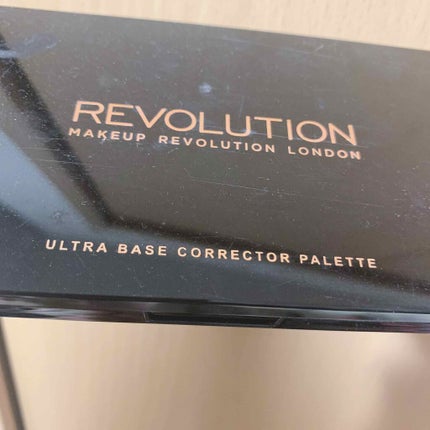 REVOLUTION
MAKEUP REVOLUTION LONDON
ULTRA BASE CORRECTOR PALETTE